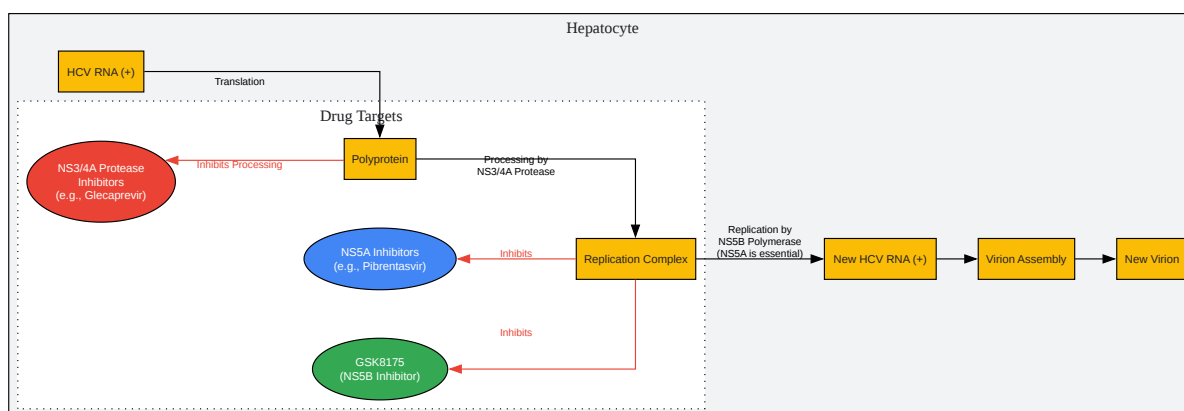 Hepatocyte
HCV RNA (+)
Translation
Drug Targets
Polyprotein
Inhibits Processing
Processing by
NS3/4A Protease
NS3/4A Protease
Inhibitors
(e.g., Glecaprevir)
Replication by
NS5B Polymerase
(NS5A is essential)
NS5A Inhibitors
(e.g., Pibrentasvir)
Inhibits
Replication Complex
New HCV RNA (+)
Virion Assembly
New Virion
Inhibits
GSK8175
(NS5B Inhibitor)